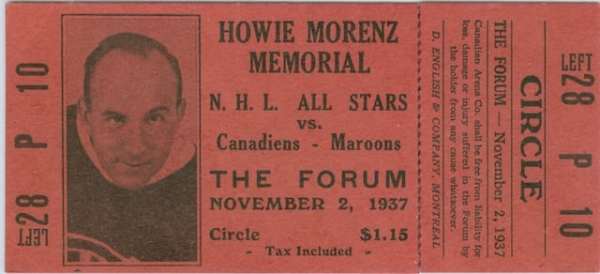 LEFT
28 P 10
HOWIE MORENZ
MEMORIAL
N. H. L. ALL STARS
vs.
Canadiens - Maroons
THE FORUM
NOVEMBER 2, 1937
Circle $1.15
- Tax Included -
D. ENGLISH & COMPANY, MONTREAL
the holder from any cause whatsoever.
loss, damage or injury suffered in the Forum by
Canadian Arena Co. shall be free from liability for
THE FORUM — November 2, 1937
CIRCLE
LEFT
28 P 10